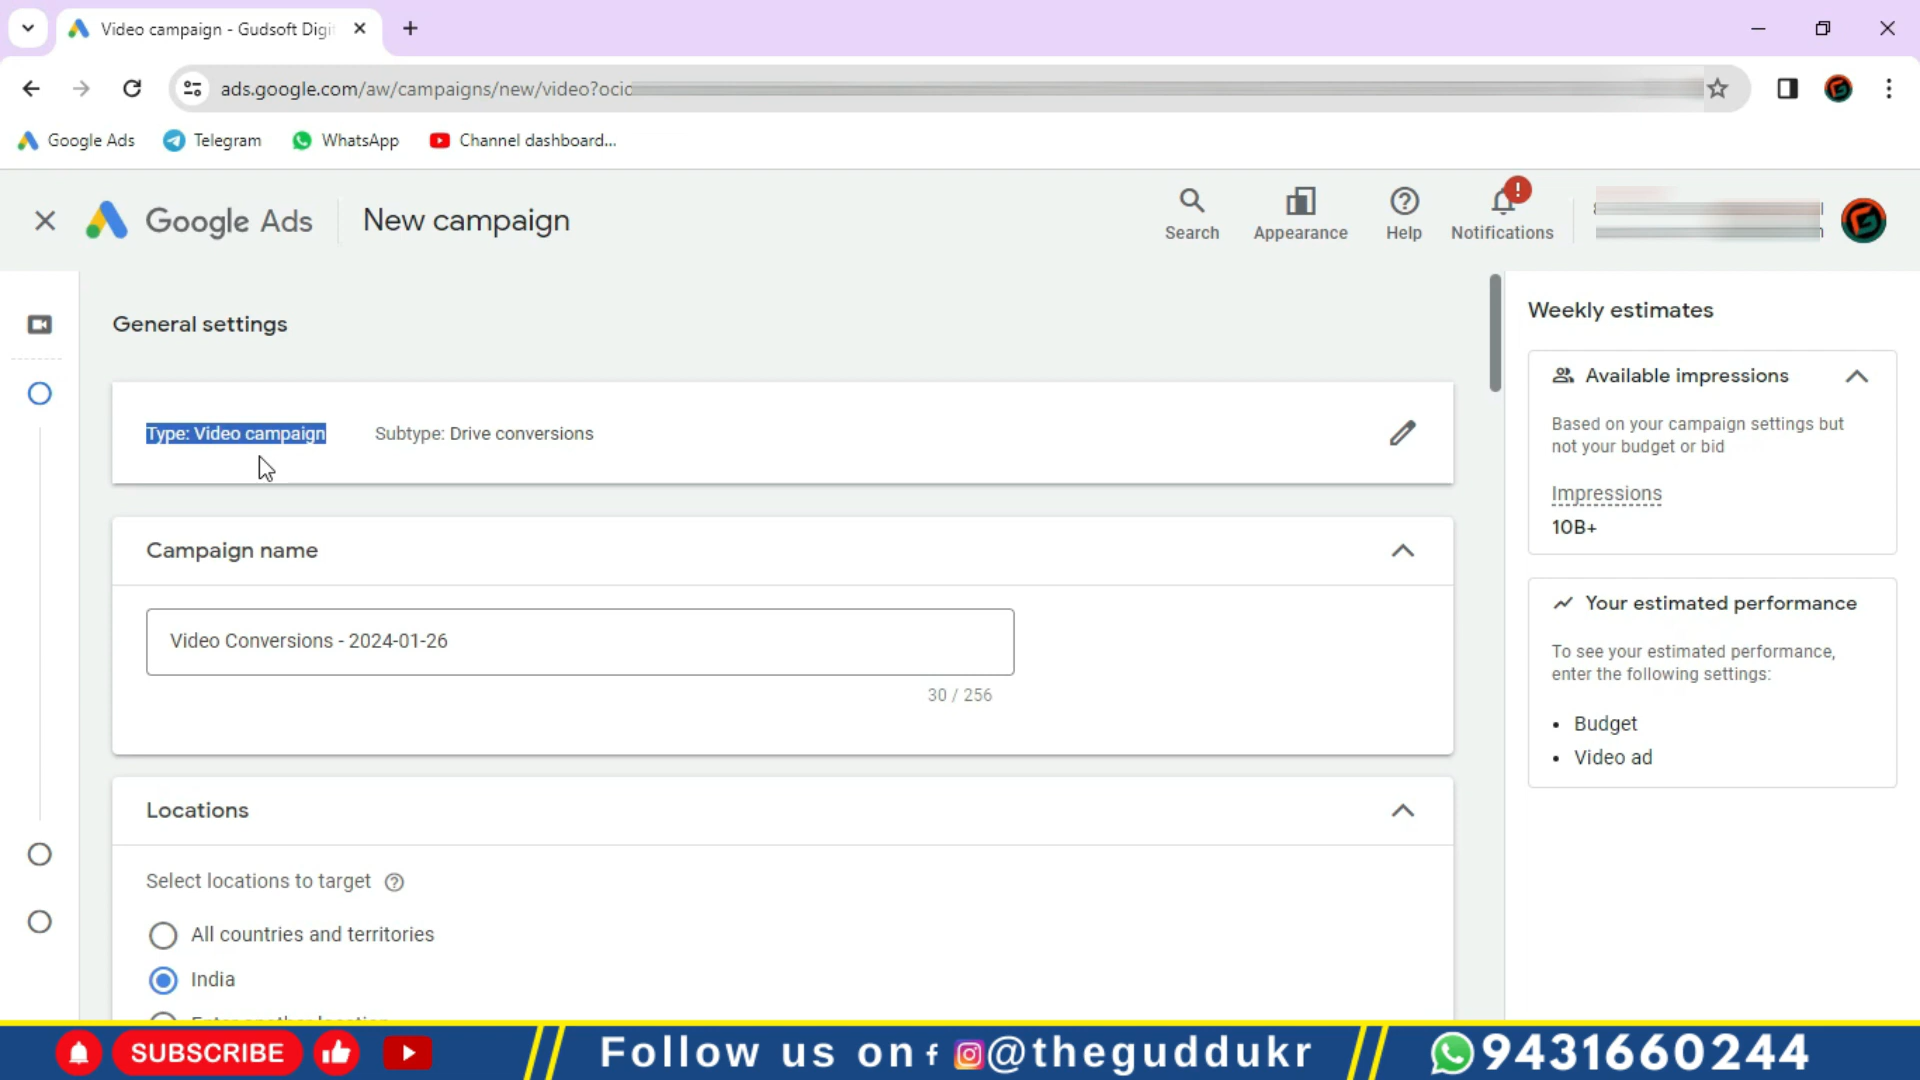 Video campaign - Gudsoft Digi
ads.google.com/aw/campaigns/new/video?ocid
Google Ads
Telegram
WhatsApp
Channel dashboard...
Google Ads
New campaign
Search
Appearance
Help
Notifications
General settings
Type: Video campaign
Subtype: Drive conversions
Campaign name
Video Conversions - 2024-01-26
30 / 256
Locations
Select locations to target
All countries and territories
India
Enter another location
Weekly estimates
Available impressions
Based on your campaign settings but
not your budget or bid
Impressions
10B+
Your estimated performance
To see your estimated performance,
enter the following settings:
• Budget
• Video ad
SUBSCRIBE
Follow us on f @theguddukr
9431660244